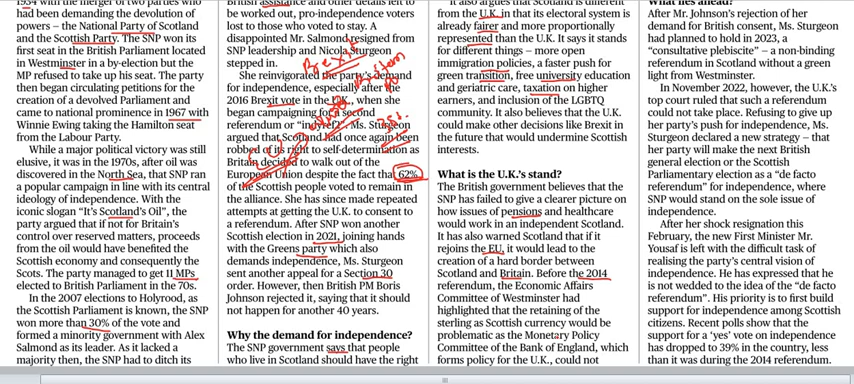 1934 with the merger of two parties who
had been demanding the devolution of
powers – the National Party of Scotland
and the Scottish Party. The SNP won its
first seat in the British Parliament located
in Westminster in a by-election but the
MP refused to take up his seat. The party
then began circulating petitions for the
creation of a devolved Parliament and
came to national prominence in 1967 with
Winnie Ewing taking the Hamilton seat
from the Labour Party.
While a major political victory was still
elusive, it was in the 1970s, after oil was
discovered in the North Sea, that SNP ran
a popular campaign in line with its central
ideology of independence. With the
iconic slogan "It's Scotland's Oil", the
party argued that if not for Britain's
control over reserved matters, proceeds
from the oil would have benefited the
Scottish economy and consequently the
Scots. The party managed to get 11 MPs
elected to British Parliament in the 70s.
In the 2007 elections to Holyrood, as
the Scottish Parliament is known, the SNP
won more than 30% of the vote and
formed a minority government with Alex
Salmond as its leader. As it lacked a
majority then, the SNP had to ditch its
British assistance and other details left to
be worked out, pro-independence voters
lost to those who voted to stay. A
disappointed Mr. Salmond resigned from
SNP leadership and Nicola Sturgeon
stepped in.
She reinvigorated the party's demand
for independence, especially after the
2016 Brexit vote in the U.K., when she
began campaigning for a second
referendum or "indyref2". Ms. Sturgeon
argued that Scotland had once again been
robbed of its right to self-determination as
Britain decided to walk out of the
European Union despite the fact that 62%
of the Scottish people voted to remain in
the alliance. She has since made repeated
attempts at getting the U.K. to consent to
a referendum. After SNP won another
Scottish election in 2021, joining hands
with the Greens party which also
demands independence, Ms. Sturgeon
sent another appeal for a Section 30
order. However, then British PM Boris
Johnson rejected it, saying that it should
not happen for another 40 years.
Why the demand for independence?
The SNP government says that people
who live in Scotland should have the right
Brexit
It also argues that Scotland is different
from the U.K. in that its electoral system is
already fairer and more proportionally
represented than the U.K. It says it stands
for different things – more open
immigration policies, a faster push for
green transition, free university education
and geriatric care, taxation on higher
earners, and inclusion of the LGBTQ
community. It also believes that the U.K.
could make other decisions like Brexit in
the future that would undermine Scottish
interests.
What is the U.K.'s stand?
The British government believes that the
SNP has failed to give a clearer picture on
how issues of pensions and healthcare
would work in an independent Scotland.
It has also warned Scotland that if it
rejoins the EU, it would lead to the
creation of a hard border between
Scotland and Britain. Before the 2014
referendum, the Economic Affairs
Committee of Westminster had
highlighted that the retaining of the
sterling as Scottish currency would be
problematic as the Monetary Policy
Committee of the Bank of England, which
forms policy for the U.K., could not
What lies ahead?
After Mr. Johnson's rejection of her
demand for British consent, Ms. Sturgeon
had planned to hold in 2023, a
"consultative plebiscite" – a non-binding
referendum in Scotland without a green
light from Westminster.
In November 2022, however, the U.K.'s
top court ruled that such a referendum
could not take place. Refusing to give up
her party's push for independence, Ms.
Sturgeon declared a new strategy – that
her party will make the next British
general election or the Scottish
Parliamentary election as a "de facto
referendum" for independence, where
SNP would stand on the sole issue of
independence.
After her shock resignation this
February, the new First Minister Mr.
Yousaf is left with the difficult task of
realising the party's central vision of
independence. He has expressed that he
is not wedded to the idea of the "de facto
referendum". His priority is to first build
support for independence among Scottish
citizens. Recent polls show that the
support for a 'yes' vote on independence
has dropped to 39% in the country, less
than it was during the 2014 referendum.